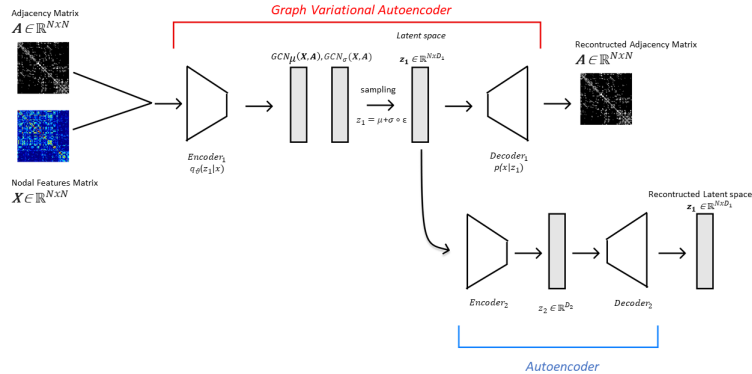 Graph Variational Autoencoder
Adjacency Matrix
A ∈ ℝ^{NxN}
Latent space
GCN_μ(X,A), GCN_σ(X,A)
z₁ ∈ ℝ^{NxD₁}
Recontructed Adjacency Matrix
A ∈ ℝ^{NxN}
sampling
z₁ = μ+σ∘ε
Encoder₁
q_θ(z₁|x)
Decoder₁
p(x|z₁)
Nodal Features Matrix
X ∈ ℝ^{NxN}
Reconstructed Latent space
z₁ ∈ ℝ^{NxD₁}
Encoder₂
z₂ ∈ ℝ^{D₂}
Decoder₂
Autoencoder